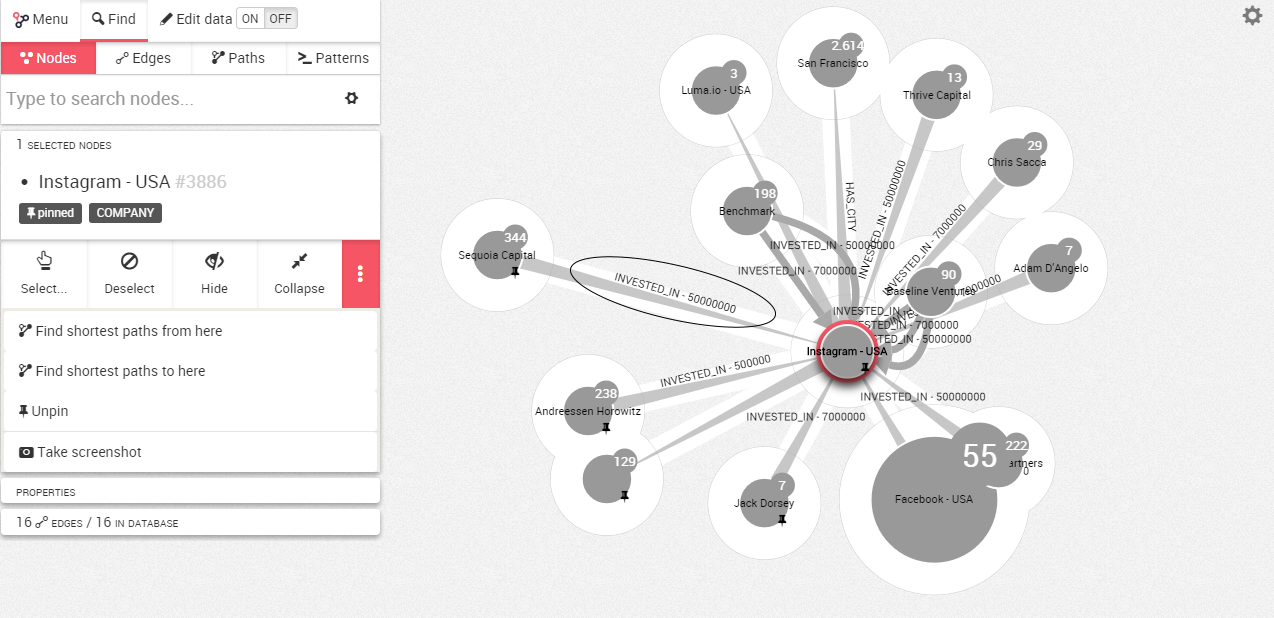 Menu
Find
Edit data ON OFF
Nodes
Edges
Paths
Patterns
Type to search nodes...
1 SELECTED NODES
Instagram - USA #3886
pinned
COMPANY
Select...
Deselect
Hide
Collapse
Find shortest paths from here
Find shortest paths to here
Unpin
Take screenshot
PROPERTIES
16 EDGES / 16 IN DATABASE
2.614
San Francisco
3
Luma.io - USA
13
Thrive Capital
29
Chris Sacca
198
Benchmark
HAS_CITY
INVESTED_IN - 50000000
INVESTED_IN - 7000000
344
Sequoia Capital
INVESTED_IN - 50000000
INVESTED_IN - 50000000
INVESTED_IN - 7000000
7
Adam D'Angelo
90
Baseline Ventures
7000000
INVESTED_IN
INVESTED_IN - 7000000
INVESTED_IN - 50000000
Instagram - USA
INVESTED_IN - 500000
238
Andreessen Horowitz
INVESTED_IN - 50000000
INVESTED_IN - 7000000
129
7
Jack Dorsey
55
222
artners
0
Facebook - USA